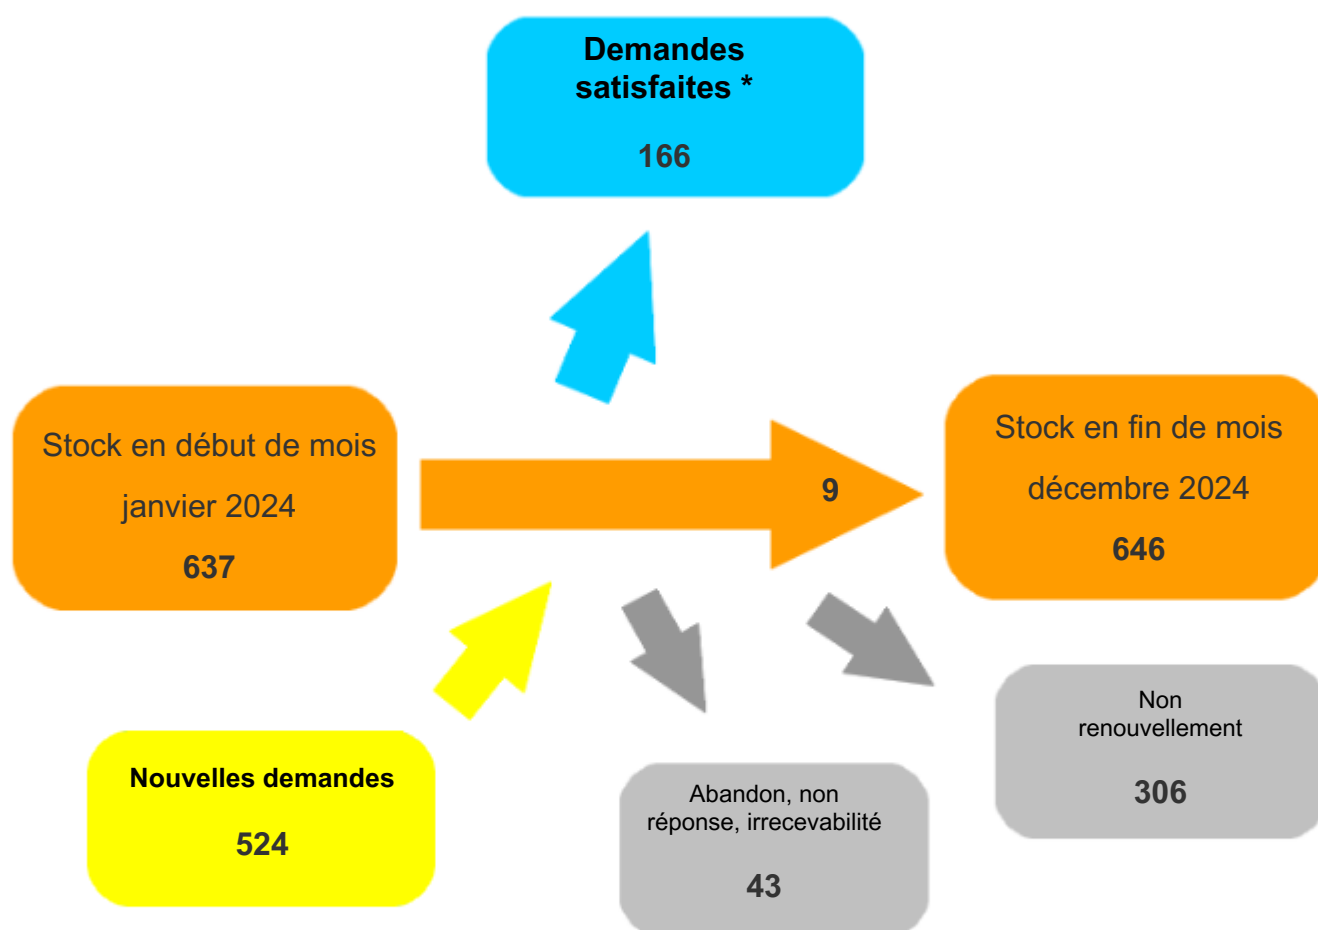 Demandes
satisfaites *
166
Stock en début de mois
janvier 2024
637
9
Stock en fin de mois
décembre 2024
646
Nouvelles demandes
524
Abandon, non
réponse, irrecevabilité
43
Non
renouvellement
306